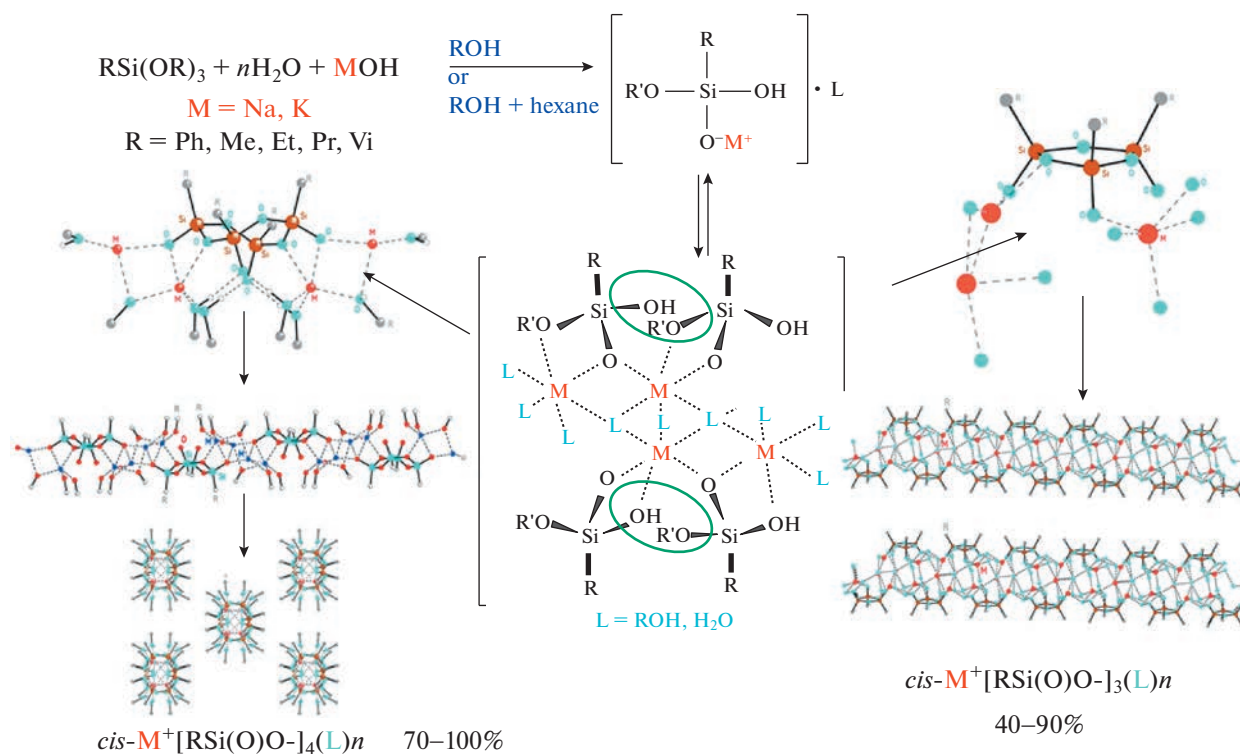 RSi(OR)₃ + nH₂O + MOH
M = Na, K
R = Ph, Me, Et, Pr, Vi
ROH
or
ROH + hexane
R
R'O
Si
OH
O⁻M⁺
· L
R
R
Si
OH
R'O
Si
OH
R'O
O
O
L
M
M
L
L
L
L
L
L
L
M
M
L
L
O
O
R'O
Si
OH
R'O
Si
OH
R
R
L = ROH, H₂O
cis-M⁺[RSi(O)O-]₄(L)n 70–100%
cis-M⁺[RSi(O)O-]₃(L)n
40–90%